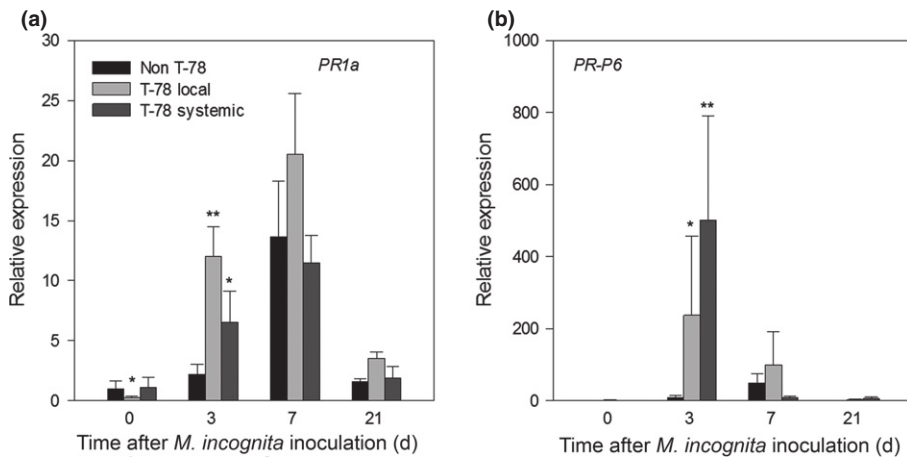 (a)
30
25
20
15
10
5
0
Relative expression
PR1a
Non T-78
T-78 local
T-78 systemic
*
**
*
0 3 7 21
Time after M. incognita inoculation (d)
(b)
1000
800
600
400
200
0
Relative expression
PR-P6
*
**
0 3 7 21
Time after M. incognita inoculation (d)